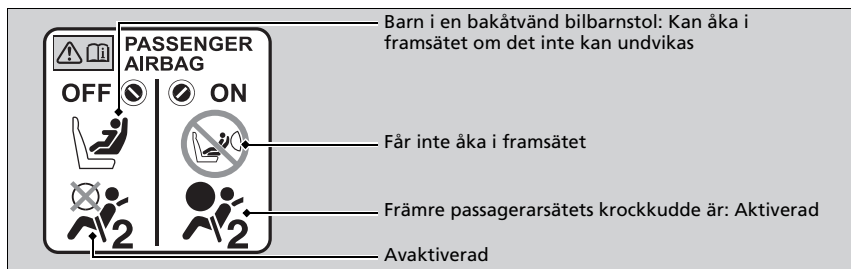 PASSENGER
AIRBAG
OFF
ON
2
2
Barn i en bakåtvänd bilbarnstol: Kan åka i
framsätet om det inte kan undvikas
Får inte åka i framsätet
Främre passagerarsätets krockkudde är: Aktiverad
Avaktiverad